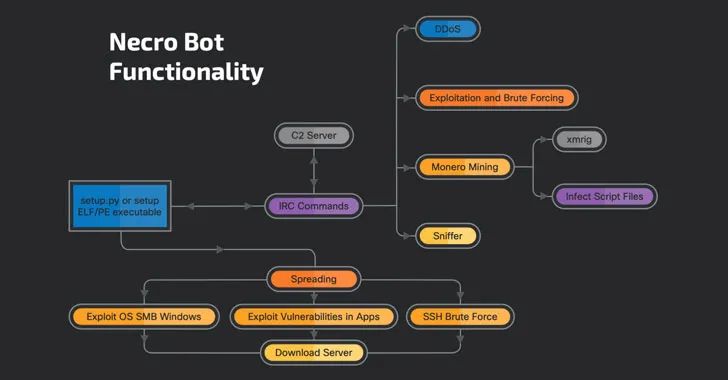 Necro Bot
Functionality
DDoS
Exploitation and Brute Forcing
C2 Server
xmrig
Monero Mining
setup.py or setup
ELF/PE executable
IRC Commands
Infect Script Files
Sniffer
Spreading
Exploit OS SMB Windows
Exploit Vulnerabilities in Apps
SSH Brute Force
Download Server